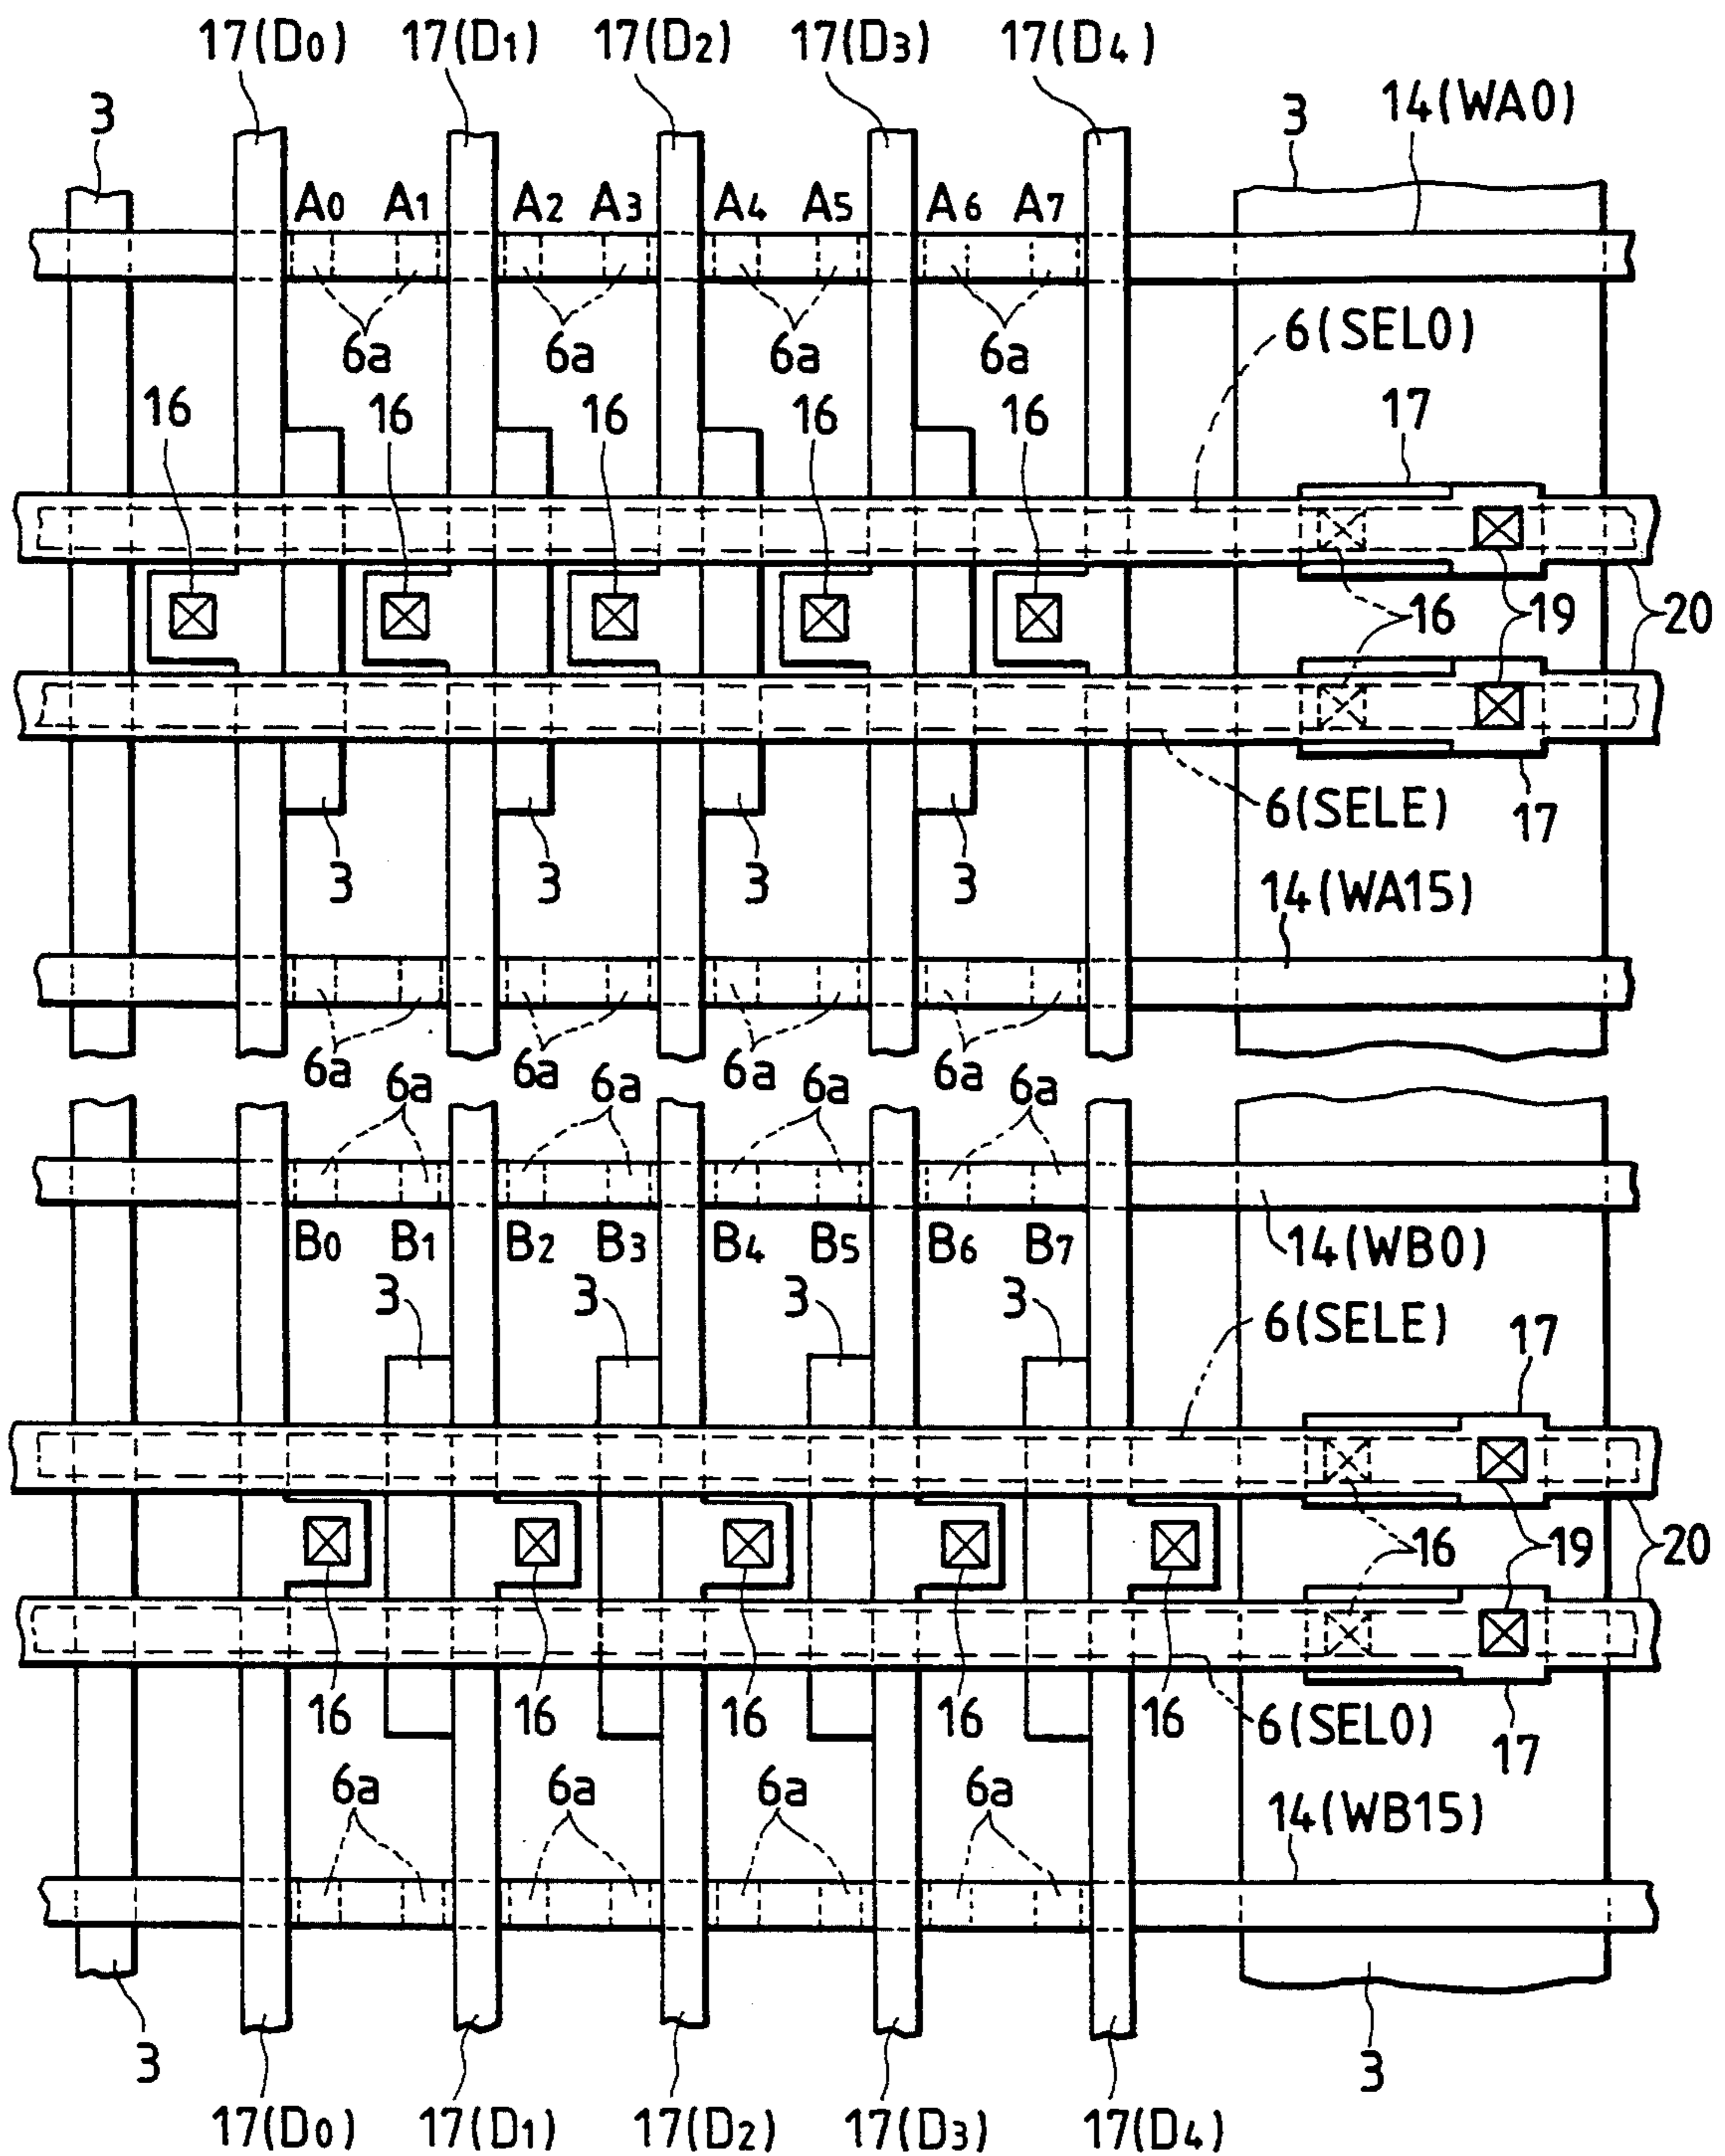 17(D0) 17(D1) 17(D2) 17(D3) 17(D4)
3 3 14(WA0)
A0 A1 A2 A3 A4 A5 A6 A7
6a 6a 6a 6a 6(SEL0)
16 16 16 16 16 17
16 19 20
3 3 3 3 6(SELE) 17
14(WA15)
6a 6a 6a 6a
6a 6a 6a 6a
B0 B1 B2 B3 B4 B5 B6 B7 14(WB0)
3 3 3 3 6(SELE) 17
16 19 20
16 16 16 16 16 6(SEL0) 17
6a 6a 6a 6a 14(WB15)
3 3
17(D0) 17(D1) 17(D2) 17(D3) 17(D4)